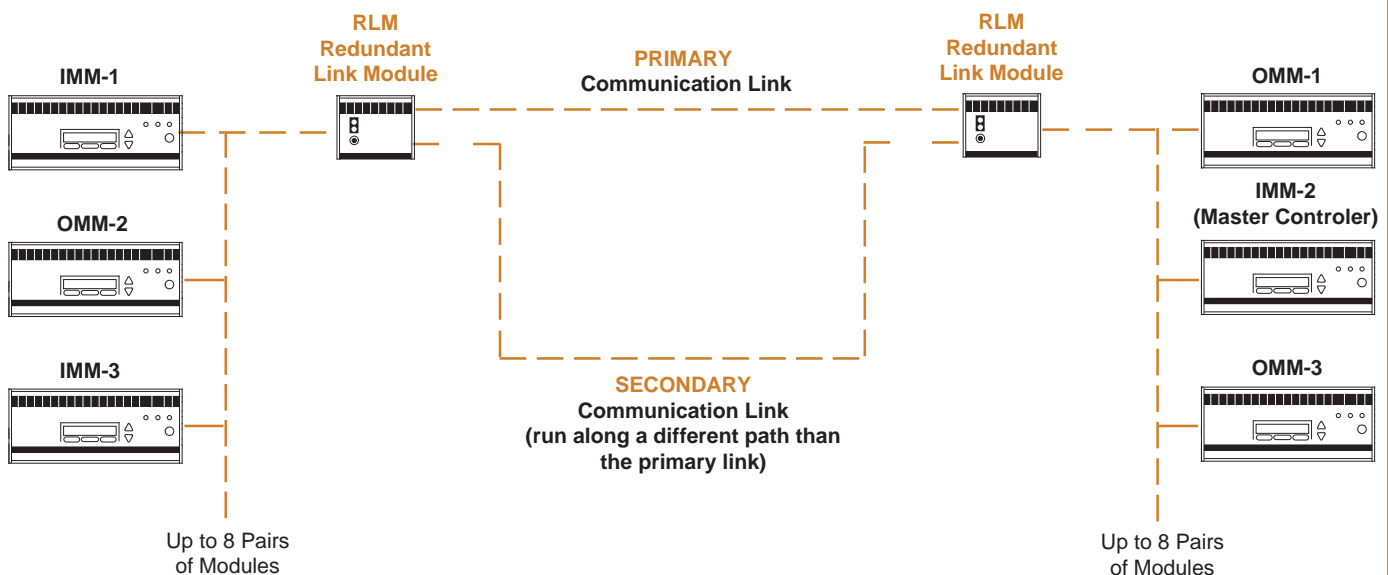 IMM-1
OMM-2
IMM-3
Up to 8 Pairs
of Modules
RLM
Redundant
Link Module
PRIMARY
Communication Link
SECONDARY
Communication Link
(run along a different path than
the primary link)
RLM
Redundant
Link Module
OMM-1
IMM-2
(Master Controler)
OMM-3
Up to 8 Pairs
of Modules